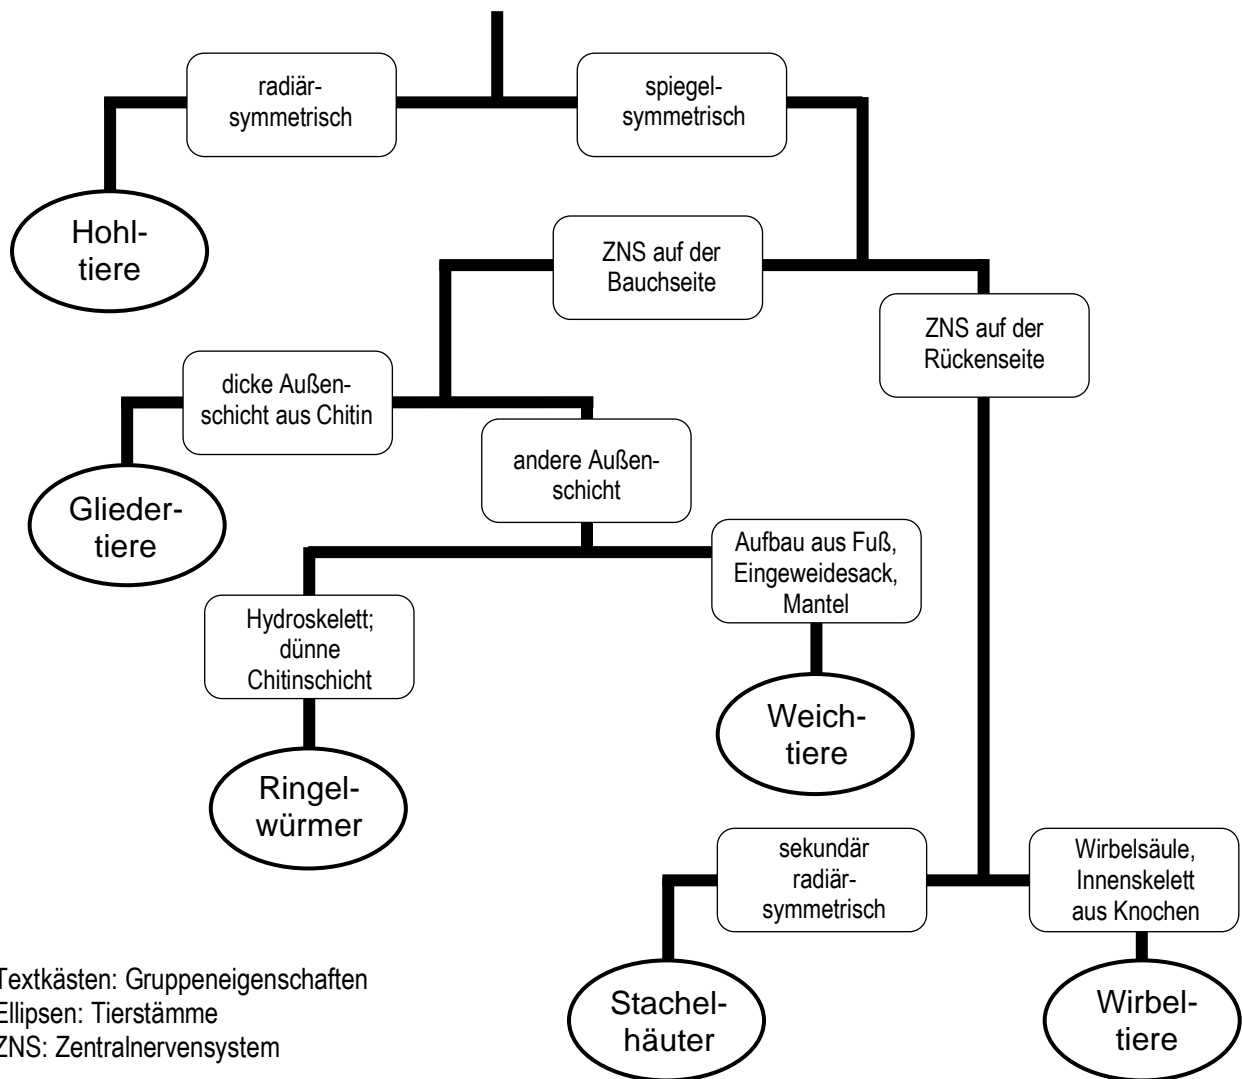 radiär-
symmetrisch
spiegel-
symmetrisch
Hohl-
tiere
ZNS auf der
Bauchseite
ZNS auf der
Rückenseite
dicke Außen-
schicht aus Chitin
andere Außen-
schicht
Glieder-
tiere
Aufbau aus Fuß,
Eingeweidesack,
Mantel
Hydroskelett;
dünne
Chitinschicht
Weich-
tiere
Ringel-
würmer
sekundär
radiär-
symmetrisch
Wirbelsäule,
Innenskelett
aus Knochen
Stachel-
häuter
Wirbel-
tiere
Textkästen: Gruppeneigenschaften
Ellipsen: Tierstämme
ZNS: Zentralnervensystem